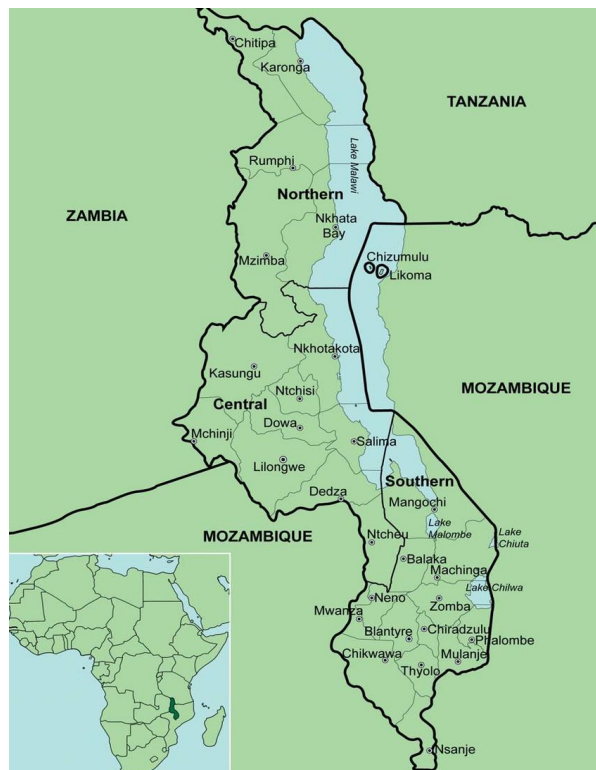 Chitipa
Karonga
TANZANIA
Lake Malawi
Rumphi
Northern
ZAMBIA
Nkhata
Bay
Mzimba
Chizumulu
Likoma
Nkhotakota
Kasungu
Ntchisi
MOZAMBIQUE
Central
Dowa
Mchinji
Salima
Lilongwe
Southern
Dedza
Mangochi
MOZAMBIQUE
Lake
Malombe
Lake
Chiuta
Ntcheu
Balaka
Machinga
Lake Chilwa
Neno
Zomba
Mwanza
Chiradzulu
Blantyre
Phalombe
Chikwawa
Mulanje
Thyolo
Nsanje